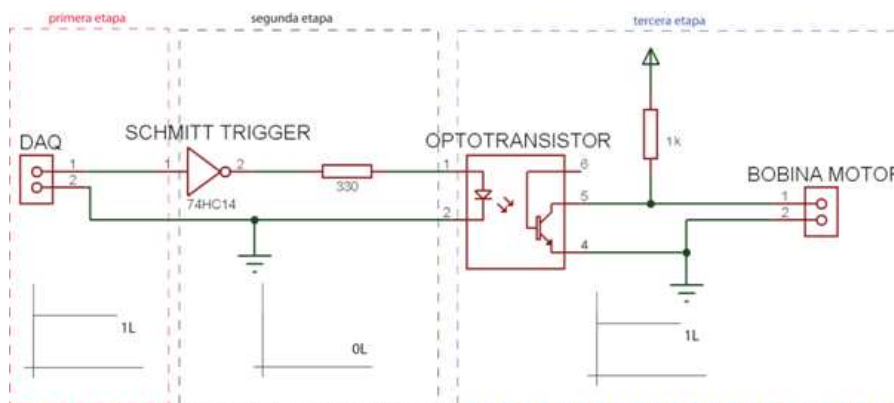 primera etapa
segunda etapa
tercera etapa
DAQ
SCHMITT TRIGGER
OPTOTRANSISTOR
BOBINA MOTOR
1
2
1
2
74HC14
330
1
2
6
5
4
1k
1
2
1L
0L
1L